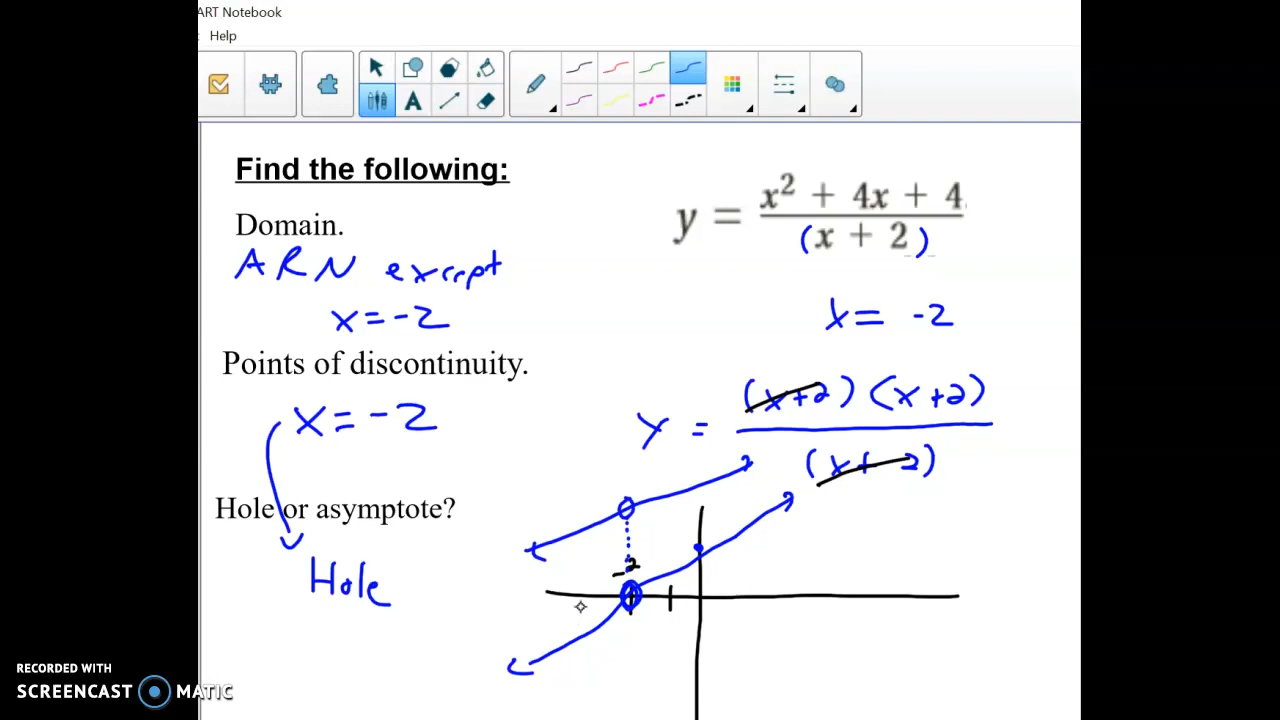 ART Notebook
Help
Find the following:
Domain.
ARN except
x = -2
Points of discontinuity.
x = -2
Hole or asymptote?
Hole
y = x² + 4x + 4 / (x + 2)
x = -2
y = (x+2)(x+2) / (x+2)
-2
RECORDED WITH
SCREENCAST MATIC